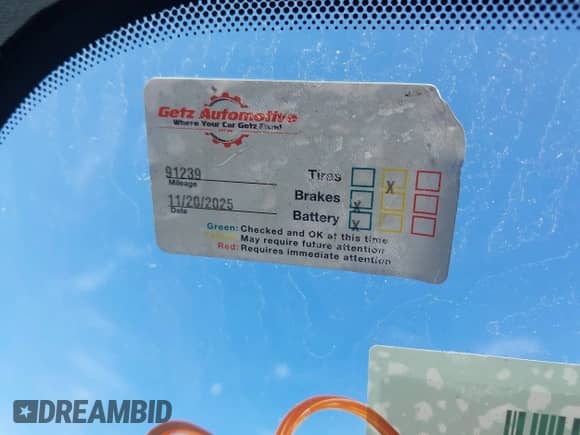 Getz Automotive
Where Your Car Getz Fixed
91239
Mileage
11/20/2025
Date
Tires X
Brakes X
Battery X
Green: Checked and OK at this time
Yellow: May require future attention
Red: Requires immediate attention
DREAMBID